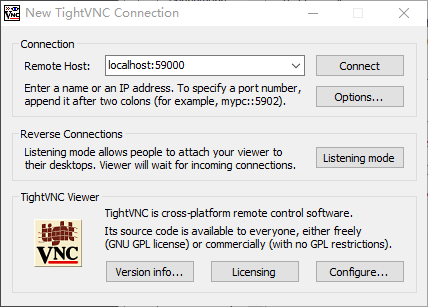 New TightVNC Connection
Connection
Remote Host:
localhost:59000
Connect
Enter a name or an IP address. To specify a port number,
append it after two colons (for example, mypc::5902).
Options...
Reverse Connections
Listening mode allows people to attach your viewer to
their desktops. Viewer will wait for incoming connections.
Listening mode
TightVNC Viewer
TightVNC is cross-platform remote control software.
Its source code is available to everyone, either freely
(GNU GPL license) or commercially (with no GPL restrictions).
tight
VNC
Version info...
Licensing
Configure...